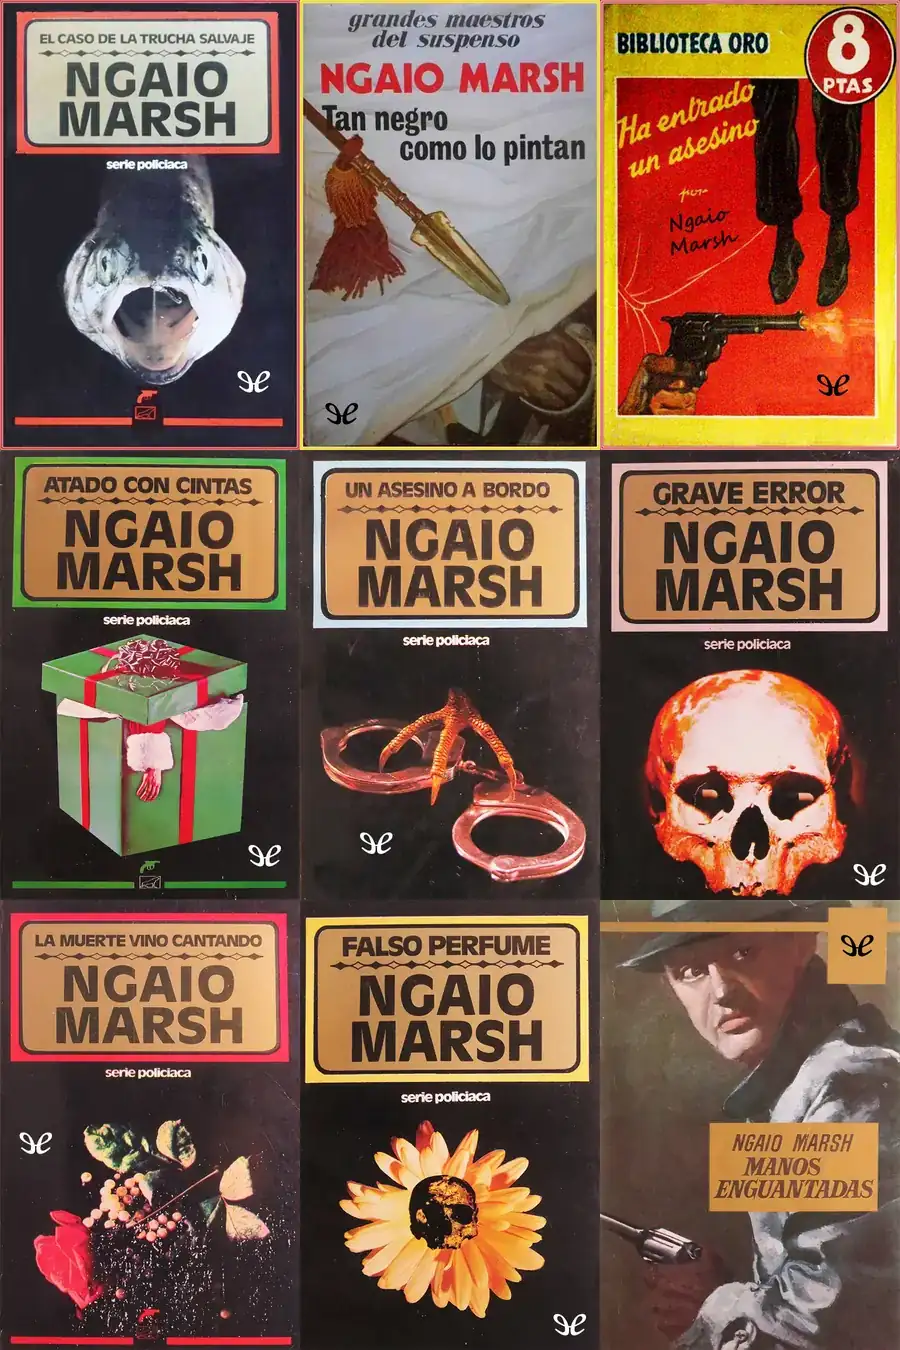 EL CASO DE LA TRUCHA SALVAJE
NGAIO
MARSH
serie policiaca
grandes maestros
del suspenso
NGAIO MARSH
Tan negro
como lo pintan
BIBLIOTECA ORO
8
PTAS
Ha entrado
un asesino
por
Ngaio
Marsh
ATADO CON CINTAS
NGAIO
MARSH
serie policiaca
UN ASESINO A BORDO
NGAIO
MARSH
serie policiaca
GRAVE ERROR
NGAIO
MARSH
serie policiaca
LA MUERTE VINO CANTANDO
NGAIO
MARSH
serie policiaca
FALSO PERFUME
NGAIO
MARSH
serie policiaca
NGAIO MARSH
MANOS
ENGUANTADAS